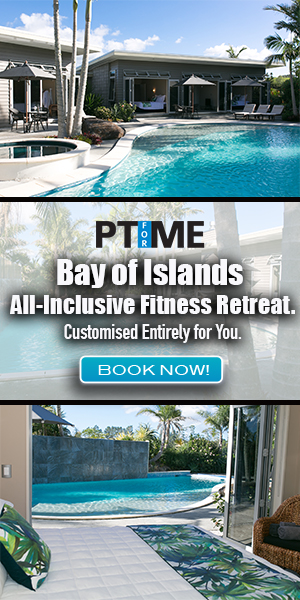 PT FOR ME
Bay of Islands
All-Inclusive Fitness Retreat.
Customised Entirely for You.
BOOK NOW!